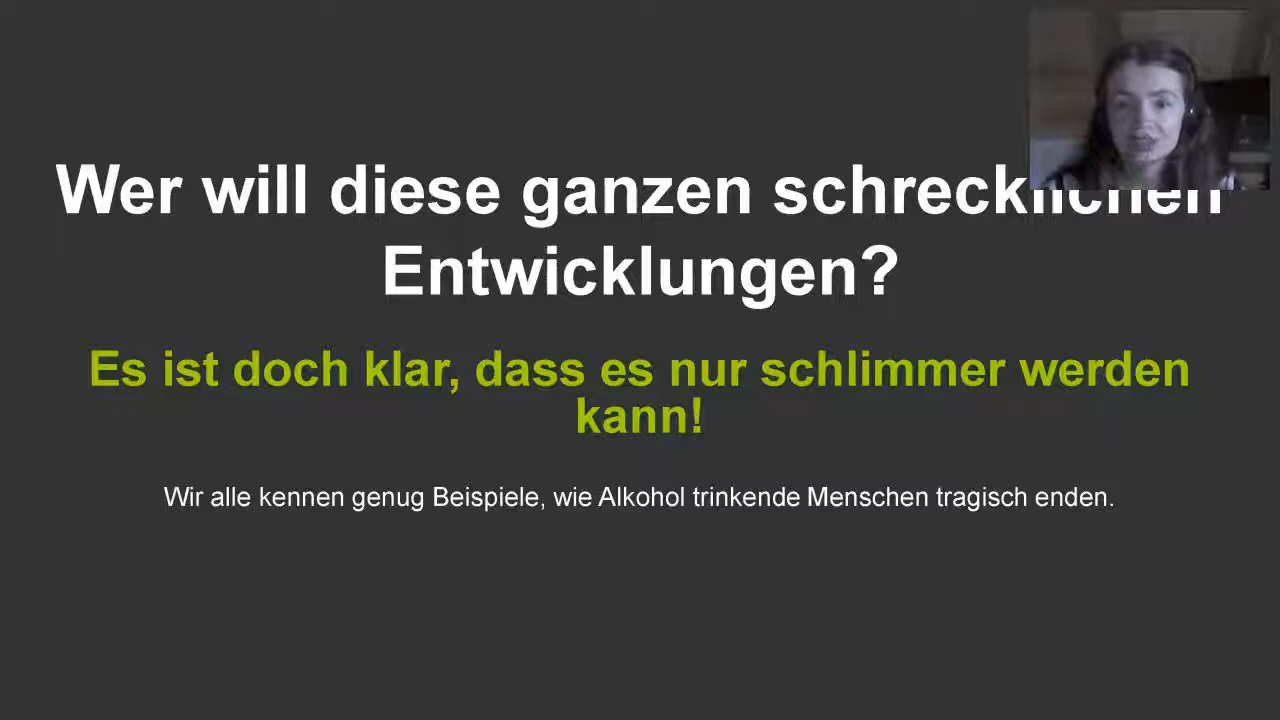 Wer will diese ganzen schrecklichen
Entwicklungen?
Es ist doch klar, dass es nur schlimmer werden
kann!
Wir alle kennen genug Beispiele, wie Alkohol trinkende Menschen tragisch enden.